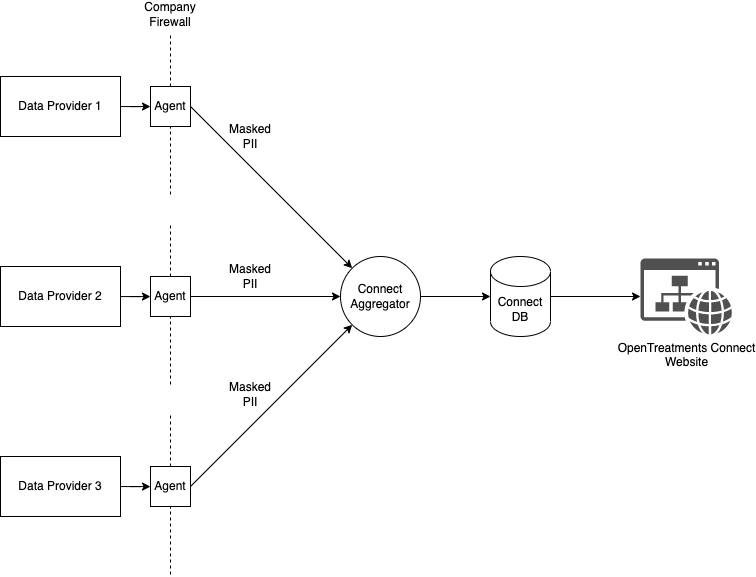 Company
Firewall
Data Provider 1
Agent
Masked
PII
Data Provider 2
Agent
Masked
PII
Connect
Aggregator
Connect
DB
OpenTreatments Connect
Website
Masked
PII
Data Provider 3
Agent